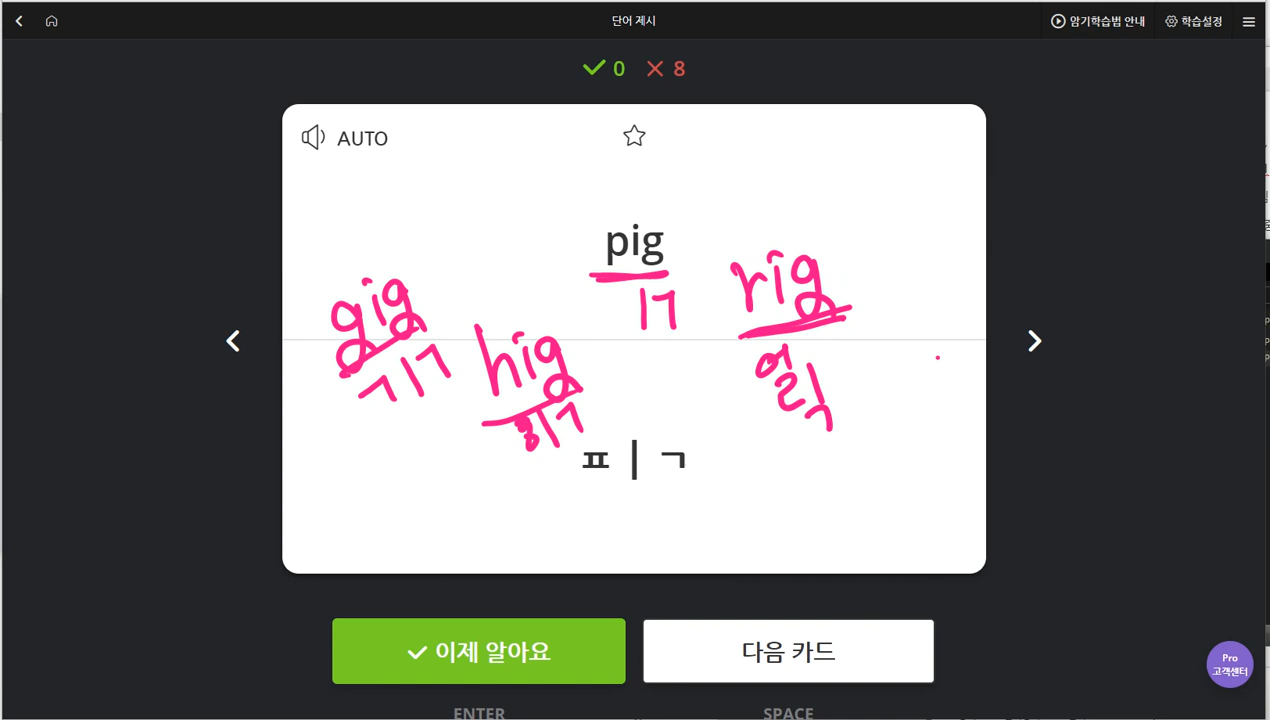 단어 제시
암기학습법 안내
학습설정
0
8
AUTO
pig
ㅣㄱ
gig
ㄱㅣㄱ
hig
ㅎㅣㄱ
rig
ㅍㅣㄱ
이제 알아요
다음 카드
ENTER
SPACE
Pro
고객센터